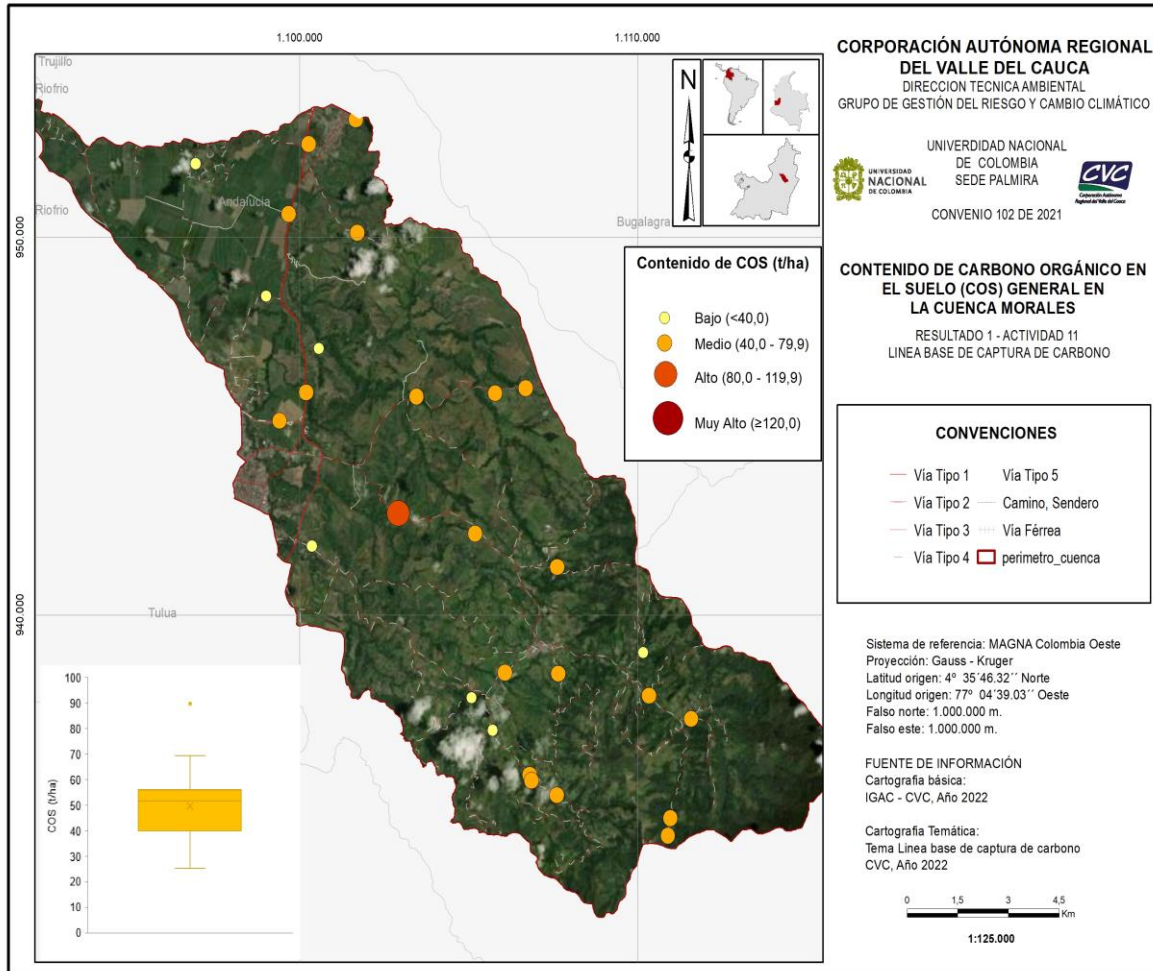 1.100.000
1.110.000
950.000
940.000
Trujillo
Riofrio
Riofrio
Andalucía
Bugalagra
Tulua
N
Contenido de COS (t/ha)
Bajo (<40,0)
Medio (40,0 - 79,9)
Alto (80,0 - 119,9)
Muy Alto (≥120,0)
COS (t/ha)
100
90
80
70
60
50
40
30
20
10
0
CORPORACIÓN AUTÓNOMA REGIONAL
DEL VALLE DEL CAUCA
DIRECCION TECNICA AMBIENTAL
GRUPO DE GESTIÓN DEL RIESGO Y CAMBIO CLIMÁTICO
UNIVERSIDAD
NACIONAL
DE COLOMBIA
UNIVERDIDAD NACIONAL
DE COLOMBIA
SEDE PALMIRA
CVC
Corporación Autónoma
Regional del Valle del Cauca
CONVENIO 102 DE 2021
CONTENIDO DE CARBONO ORGÁNICO EN
EL SUELO (COS) GENERAL EN
LA CUENCA MORALES
RESULTADO 1 - ACTIVIDAD 11
LINEA BASE DE CAPTURA DE CARBONO
CONVENCIONES
Vía Tipo 1
Vía Tipo 5
Vía Tipo 2
Camino, Sendero
Vía Tipo 3
Vía Férrea
Vía Tipo 4
perimetro_cuenca
Sistema de referencia: MAGNA Colombia Oeste
Proyección: Gauss - Kruger
Latitud origen: 4º 35´46.32´´ Norte
Longitud origen: 77º 04´39.03´´ Oeste
Falso norte: 1.000.000 m.
Falso este: 1.000.000 m.
FUENTE DE INFORMACIÓN
Cartografía básica:
IGAC - CVC, Año 2022
Cartografía Temática:
Tema Linea base de captura de carbono
CVC, Año 2022
0 1,5 3 4,5
Km
1:125.000